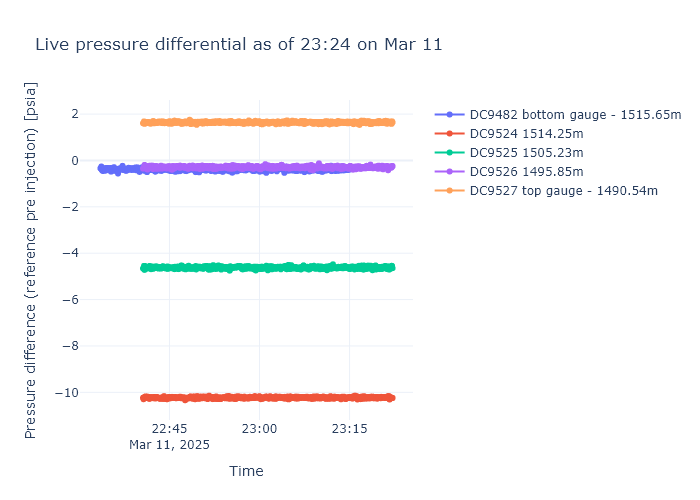 Live pressure differential as of 23:24 on Mar 11
Pressure difference (reference pre injection) [psia]
2
0
−2
−4
−6
−8
−10
22:45
Mar 11, 2025
23:00
23:15
Time
DC9482 bottom gauge - 1515.65m
DC9524 1514.25m
DC9525 1505.23m
DC9526 1495.85m
DC9527 top gauge - 1490.54m